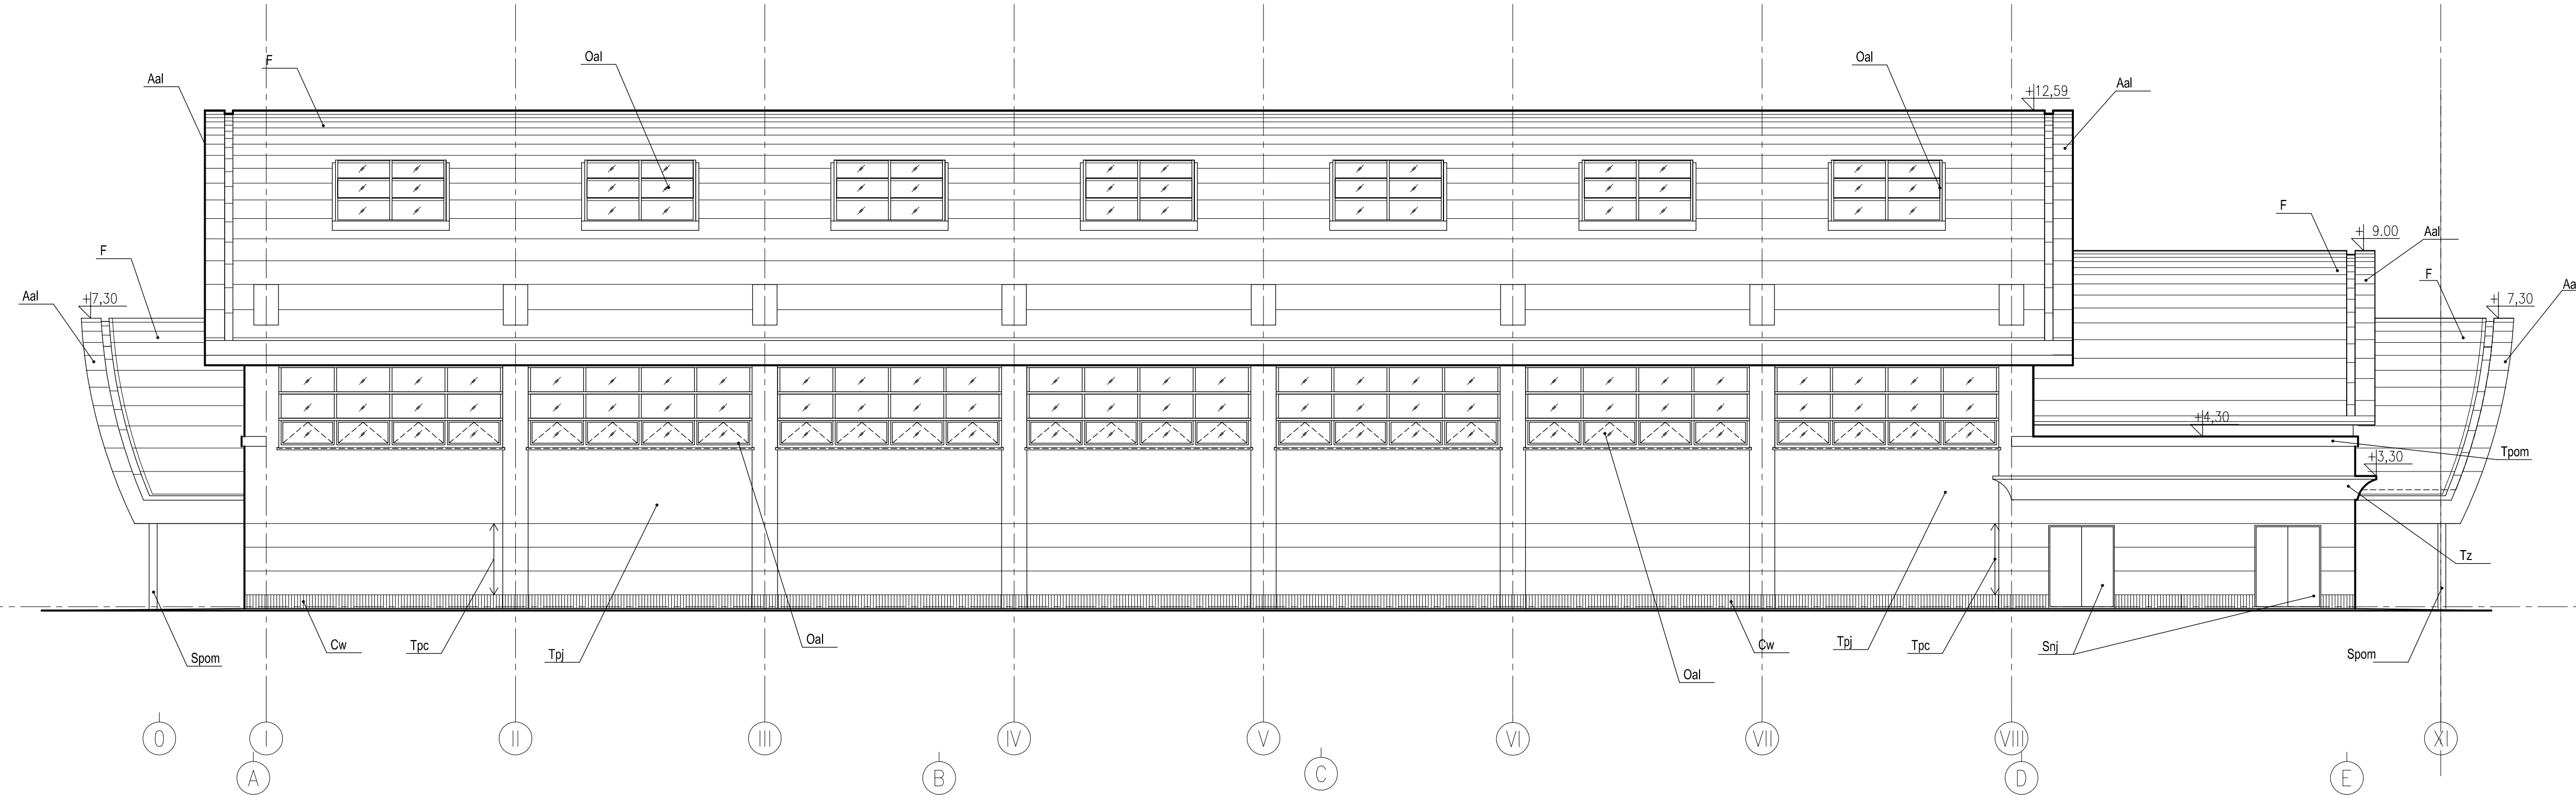 Oal
Oal
F
Aal
Aal
+12,59
F
+ 9.00
Aal
F
F
Aa
Aal
+7,30
+ 7,30
+4,30
Tpom
+3,30
Tz
Oal
Cw
Tpc
Tpj
Spom
Cw
Tpj
Tpc
Snj
Spom
Oal
0
I
II
III
IV
V
VI
VII
VIII
XI
A
B
C
D
E